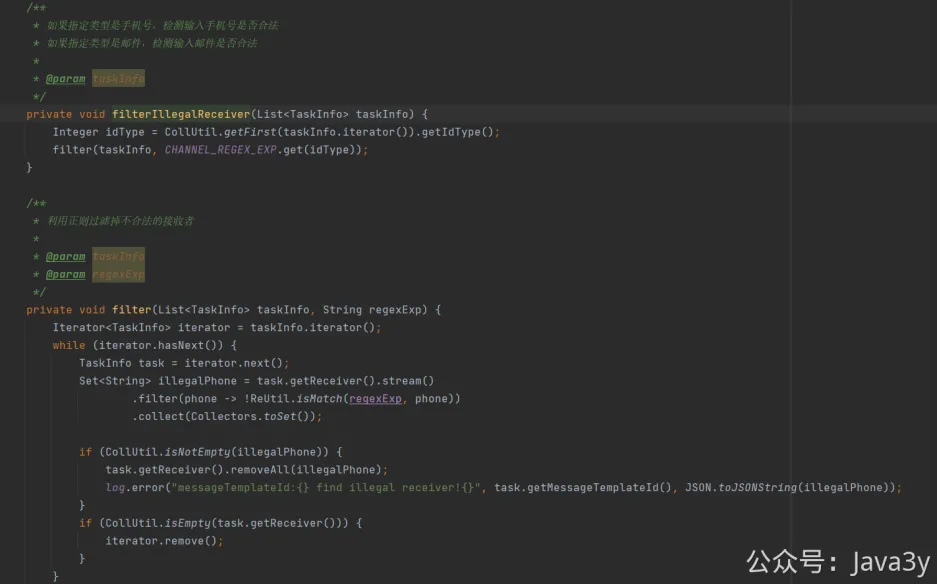 /**
* 如果指定类型是手机号，检测输入手机号是否合法
* 如果指定类型是邮件，检测输入邮件是否合法
*
* @param taskInfo
*/
private void filterIllegalReceiver(List<TaskInfo> taskInfo) {
Integer idType = CollUtil.getFirst(taskInfo.iterator()).getIdType();
filter(taskInfo, CHANNEL_REGEX_EXP.get(idType));
}
/**
* 利用正则过滤掉不合法的接收者
*
* @param taskInfo
* @param regexExp
*/
private void filter(List<TaskInfo> taskInfo, String regexExp) {
Iterator<TaskInfo> iterator = taskInfo.iterator();
while (iterator.hasNext()) {
TaskInfo task = iterator.next();
Set<String> illegalPhone = task.getReceiver().stream()
.filter(phone -> !ReUtil.isMatch(regexExp, phone))
.collect(Collectors.toSet());
if (CollUtil.isNotEmpty(illegalPhone)) {
task.getReceiver().removeAll(illegalPhone);
log.error("messageTemplateId:{} find illegal receiver!{}", task.getMessageTemplateId(), JSON.toJSONString(illegalPhone));
}
if (CollUtil.isEmpty(task.getReceiver())) {
iterator.remove();
}
}
公众号：Java3y